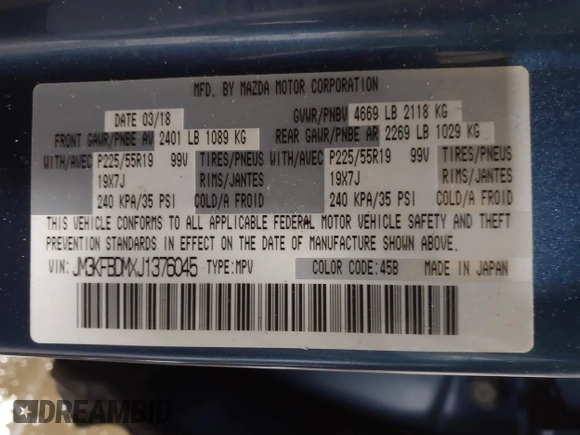 MFD. BY MAZDA MOTOR CORPORATION
DATE 03/18 GVWR/PNBV 4669 LB 2118 KG
FRONT GAWR/PNBE AV 2401 LB 1089 KG REAR GAWR/PNBE AR 2269 LB 1029 KG
WITH/AVEC P225/55R19 99V TIRES/PNEUS WITH/AVEC P225/55R19 99V TIRES/PNEUS
19X7J RIMS/JANTES 19X7J RIMS/JANTES
240 KPA/35 PSI COLD/A FROID 240 KPA/35 PSI COLD/A FROID
THIS VEHICLE CONFORMS TO ALL APPLICABLE FEDERAL MOTOR VEHICLE SAFETY AND THEFT
PREVENTION STANDARDS IN EFFECT ON THE DATE OF MANUFACTURE SHOWN ABOVE.
VIN: JM3KFBDMXJ1376045 TYPE:MPV COLOR CODE:45B MADE IN JAPAN
DREAMBID